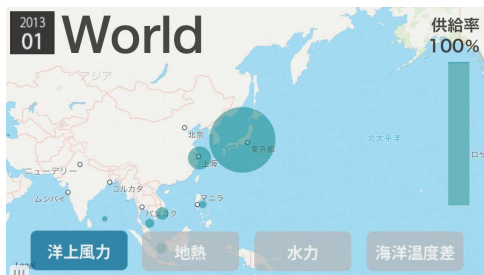 2013
01
World
供給率
100%
アジア
北京
東京都
上海
北太平洋
ニューデリー
コルカタ
ムンバイ
マニラ
バンコク
洋上風力
地熱
水力
海洋温度差